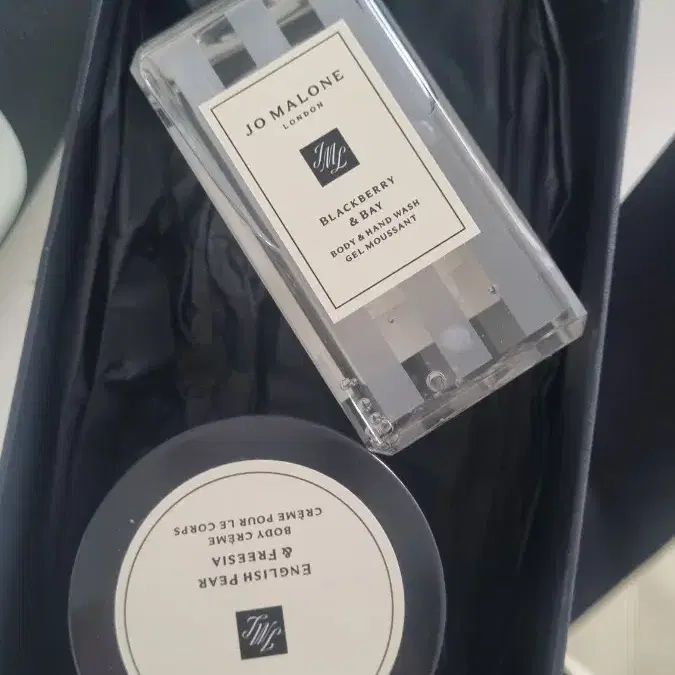 JO MALONE
LONDON
JML
BLACKBERRY
& BAY
BODY & HAND WASH
GEL MOUSSANT
JML
ENGLISH PEAR
& FREESIA
BODY CRÈME
CRÈME POUR LE CORPS